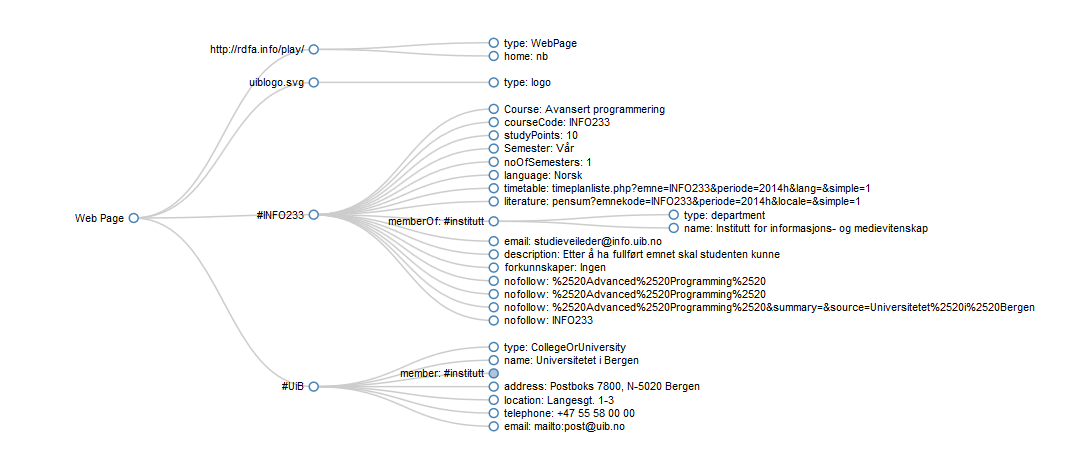 Web Page
http://rdfa.info/play/
type: WebPage
home: nb
uiblogo.svg
type: logo
#INFO233
Course: Avansert programmering
courseCode: INFO233
studyPoints: 10
Semester: Vår
noOfSemesters: 1
language: Norsk
timetable: timeplanliste.php?emne=INFO233&periode=2014h&lang=&simple=1
literature: pensum?emnekode=INFO233&periode=2014h&locale=&simple=1
memberOf: #institutt
type: department
name: Institutt for informasjons- og medievitenskap
email: studieveileder@info.uib.no
description: Etter å ha fullført emnet skal studenten kunne
forkunnskaper: Ingen
nofollow: %2520Advanced%2520Programming%2520
nofollow: %2520Advanced%2520Programming%2520
nofollow: %2520Advanced%2520Programming%2520&summary=&source=Universitetet%2520i%2520Bergen
nofollow: INFO233
#UiB
type: CollegeOrUniversity
name: Universitetet i Bergen
member: #institutt
address: Postboks 7800, N-5020 Bergen
location: Langesgt. 1-3
telephone: +47 55 58 00 00
email: mailto:post@uib.no